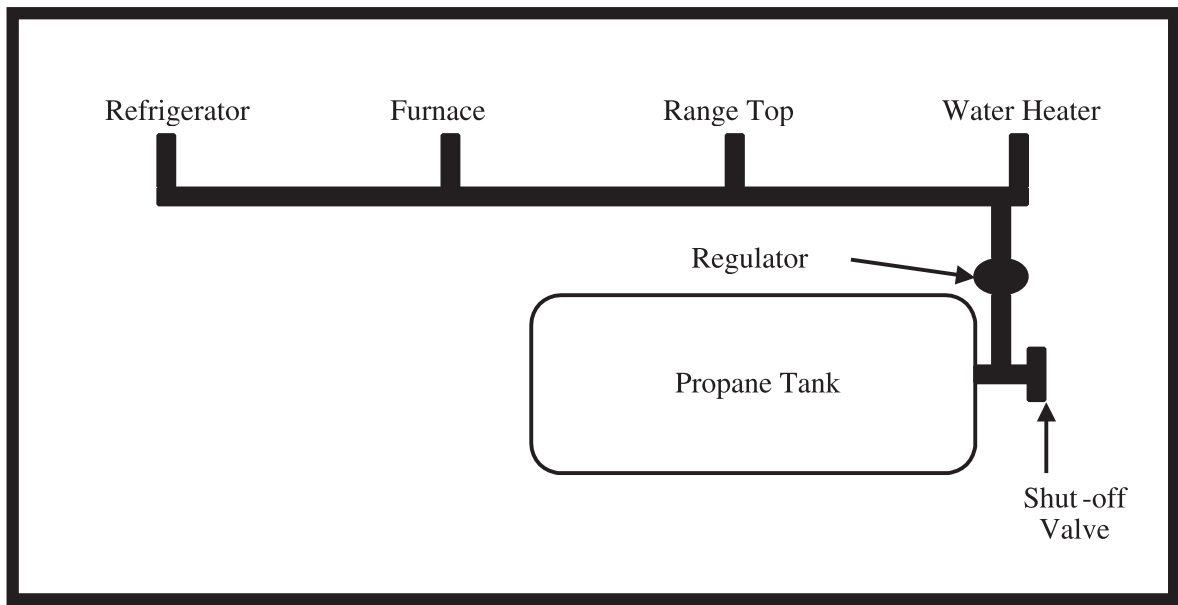 Refrigerator
Furnace
Range Top
Water Heater
Regulator
Propane Tank
Shut-off
Valve